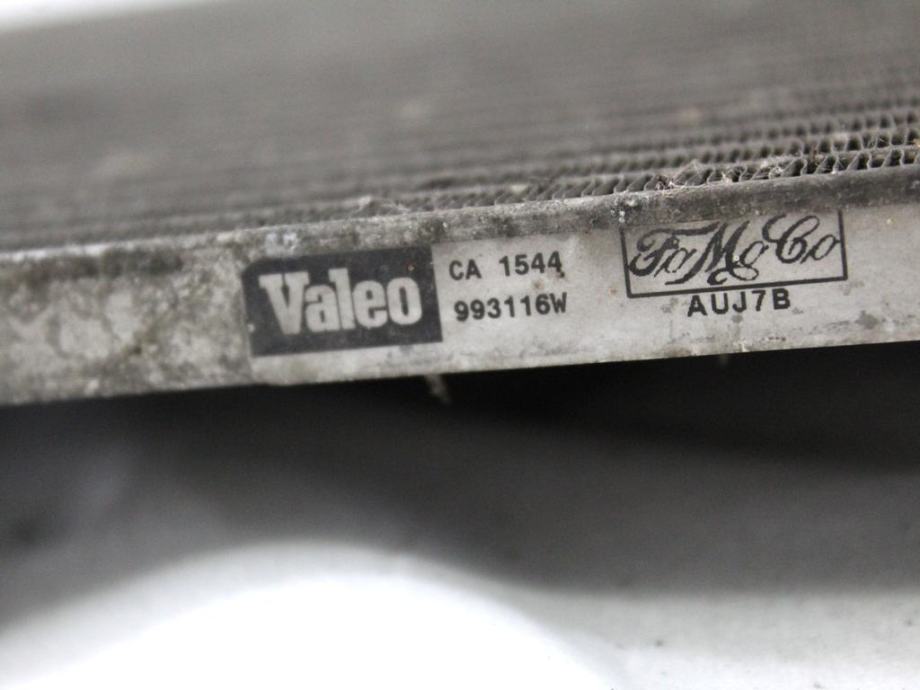 Valeo
CA 1544
993116W
FoMoCo
AUJ7B